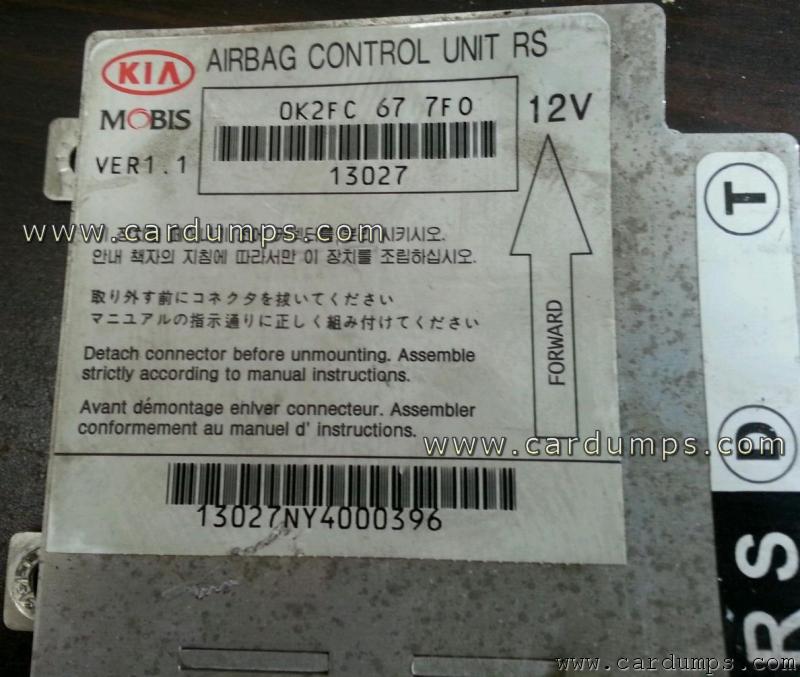 KIA AIRBAG CONTROL UNIT RS
MOBIS
VER1.1
0K2FC 67 7F0
13027
12V
www.cardumps.com
시키시오.
안내 책자의 지침에 따라서만 이 장치를 조립하십시오.
取り外す前にコネクタを抜いてください
マニュアルの指示通りに正しく組み付けてください
Detach connector before unmounting. Assemble
strictly according to manual instructions.
Avant démontage enlver connecteur. Assembler
conformement au manuel d' instructions.
FORWARD
www.cardumps.com
13027NY4000396
T
D
RS
www.cardumps.com